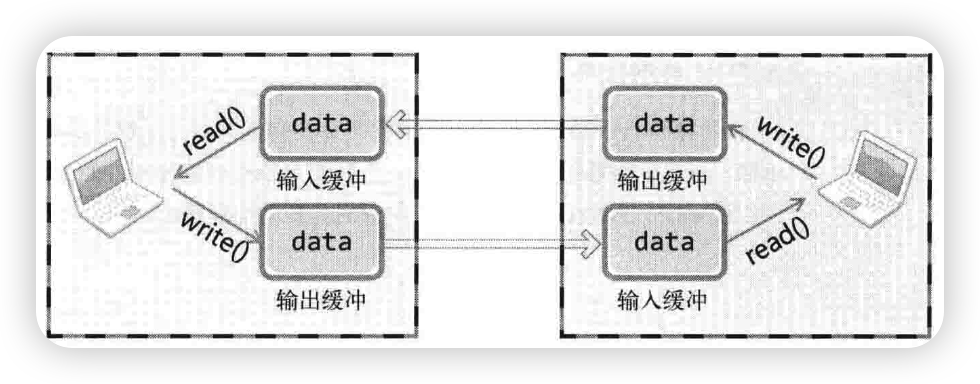 read()
data
输入缓冲
write()
data
输出缓冲
data
输出缓冲
write()
data
输入缓冲
read()